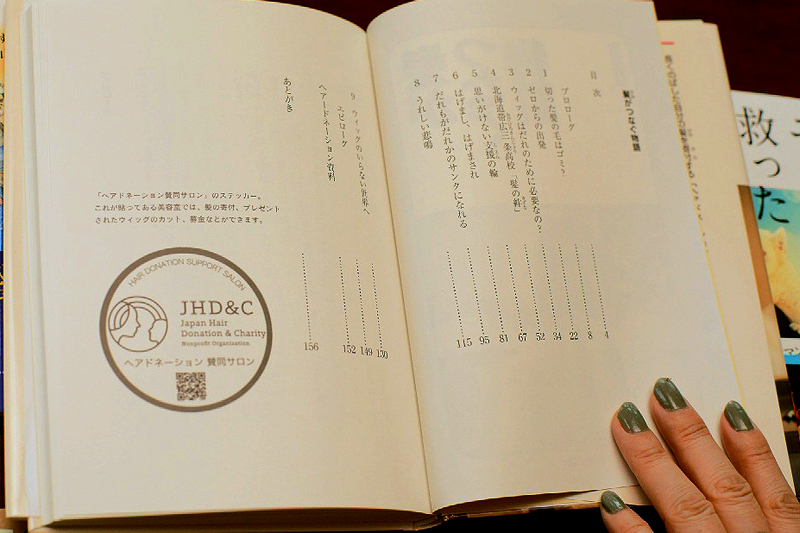 髪がつなぐ物語
目次
プロローグ 4
1 切った髪の毛はゴミ? 8
2 ゼロからの出発 22
3 ウィッグはだれのために必要なの? 34
4 北海道帯広三条高校「髪の絆」 52
5 思いがけない支援の輪 67
6 はげまし、はげまされ 81
7 だれもがだれかのサンタになれる 95
8 うれしい悲鳴 115
9 ウィッグのいらない世界へ 130
エピローグ 149
ヘアードネーション資料 152
あとがき 156
「ヘアドネーション賛同サロン」のステッカー。
これが貼ってある美容室では、髪の寄付、プレゼント
されたウィッグのカット、募金などができます。
HAIR DONATION SUPPORT SALON
JHD&C
Japan Hair
Donation & Charity
Nonprofit Organization
ヘアドネーション 賛同サロン
救った